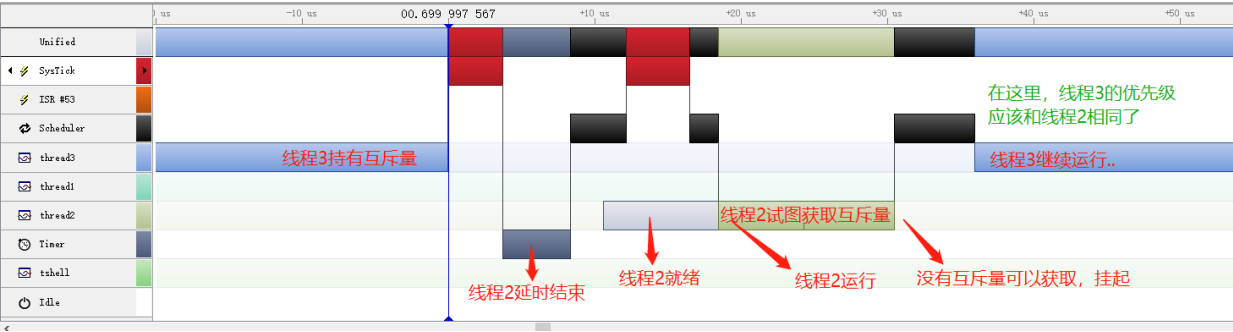 0 us
-10 us
00.699 997 567
+10 us
+20 us
+30 us
+40 us
+50 us
Unified
SysTick
ISR #53
Scheduler
thread3
thread1
thread2
Timer
tshell
Idle
在这里，线程3的优先级
应该和线程2相同了
线程3持有互斥量
线程3继续运行..
线程2试图获取互斥量
线程2延时结束
线程2就绪
线程2运行
没有互斥量可以获取，挂起